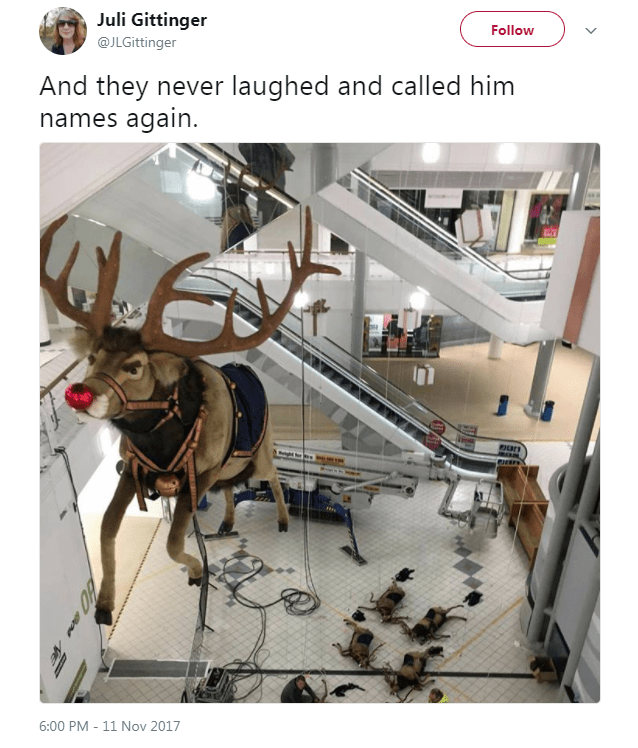 Juli Gittinger
@JLGittinger
Follow
And they never laughed and called him
names again.
6:00 PM - 11 Nov 2017